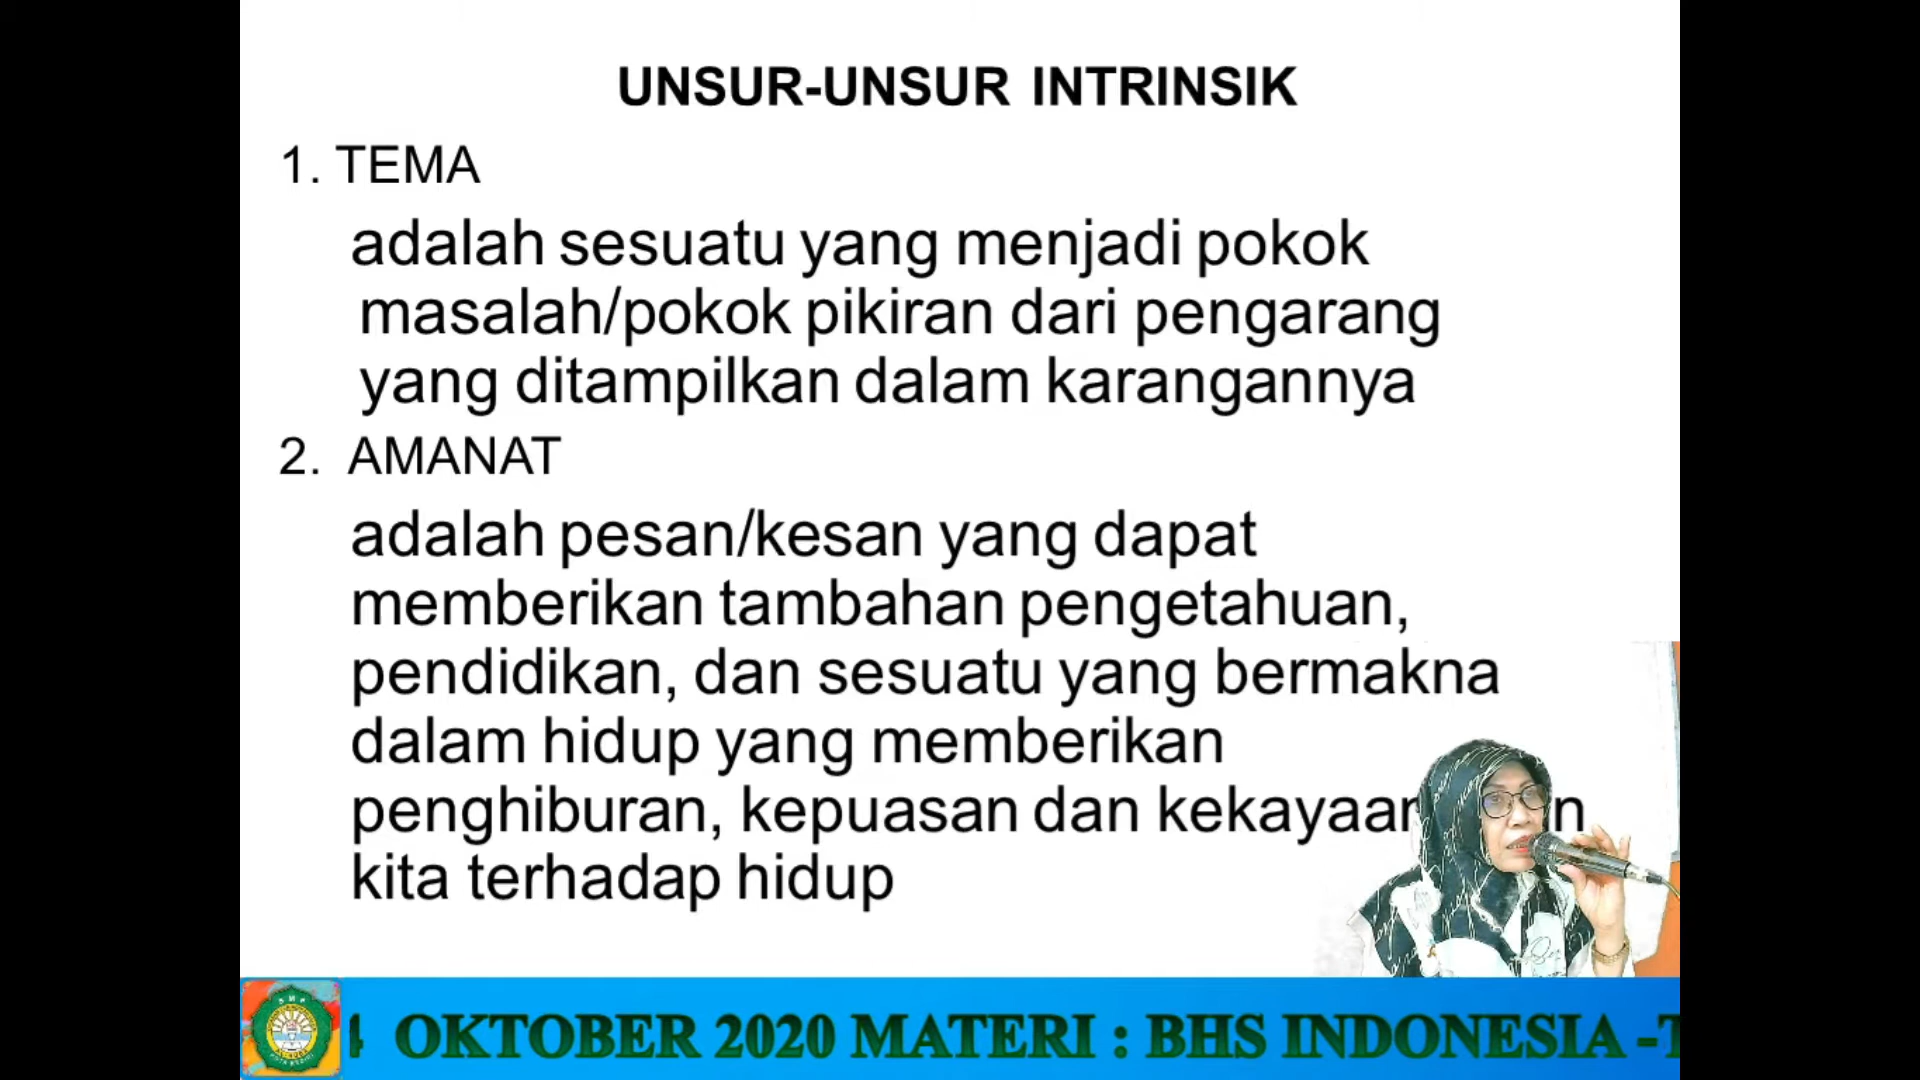 UNSUR-UNSUR INTRINSIK
1. TEMA
adalah sesuatu yang menjadi pokok
masalah/pokok pikiran dari pengarang
yang ditampilkan dalam karangannya
2. AMANAT
adalah pesan/kesan yang dapat
memberikan tambahan pengetahuan,
pendidikan, dan sesuatu yang bermakna
dalam hidup yang memberikan
penghiburan, kepuasan dan
kita terhadap hidup
4 OKTOBER 2020 MATERI : BHS INDONESIA -T